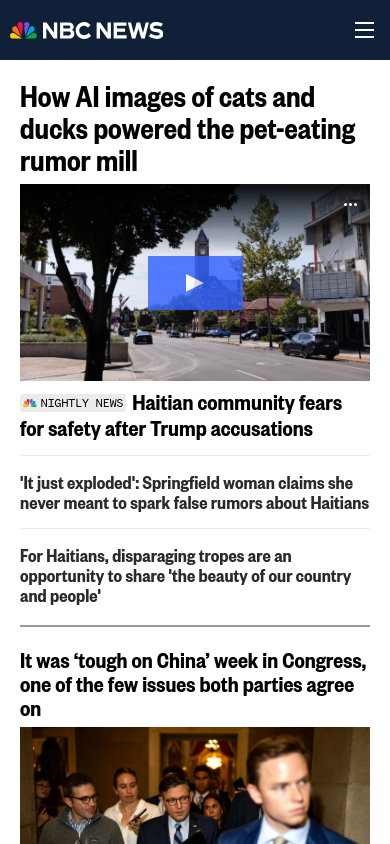 NBC NEWS
How AI images of cats and
ducks powered the pet-eating
rumor mill
NIGHTLY NEWS Haitian community fears
for safety after Trump accusations
'It just exploded': Springfield woman claims she
never meant to spark false rumors about Haitians
For Haitians, disparaging tropes are an
opportunity to share 'the beauty of our country
and people'
It was ‘tough on China’ week in Congress,
one of the few issues both parties agree
on